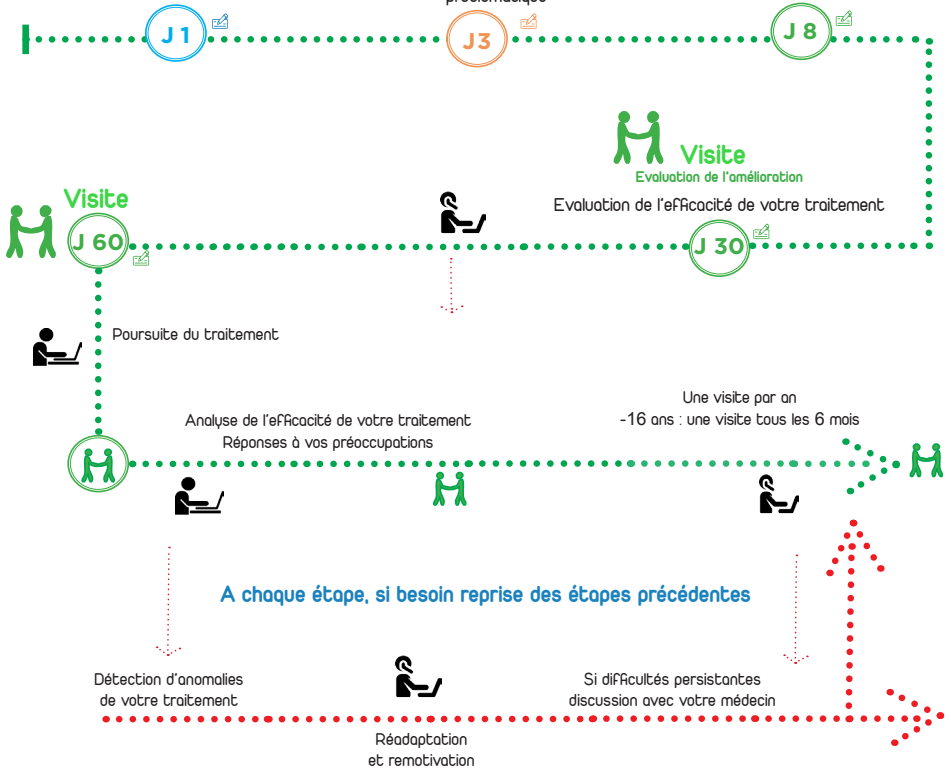 problématique
J 1
J3
J 8
Visite
Evaluation de l'amélioration
Evaluation de l'efficacité de votre traitement
Visite
J 60
J 30
Poursuite du traitement
Une visite par an
-16 ans : une visite tous les 6 mois
Analyse de l'efficacité de votre traitement
Réponses à vos préoccupations
A chaque étape, si besoin reprise des étapes précédentes
Détection d'anomalies
de votre traitement
Si difficultés persistantes
discussion avec votre médecin
Réadaptation
et remotivation